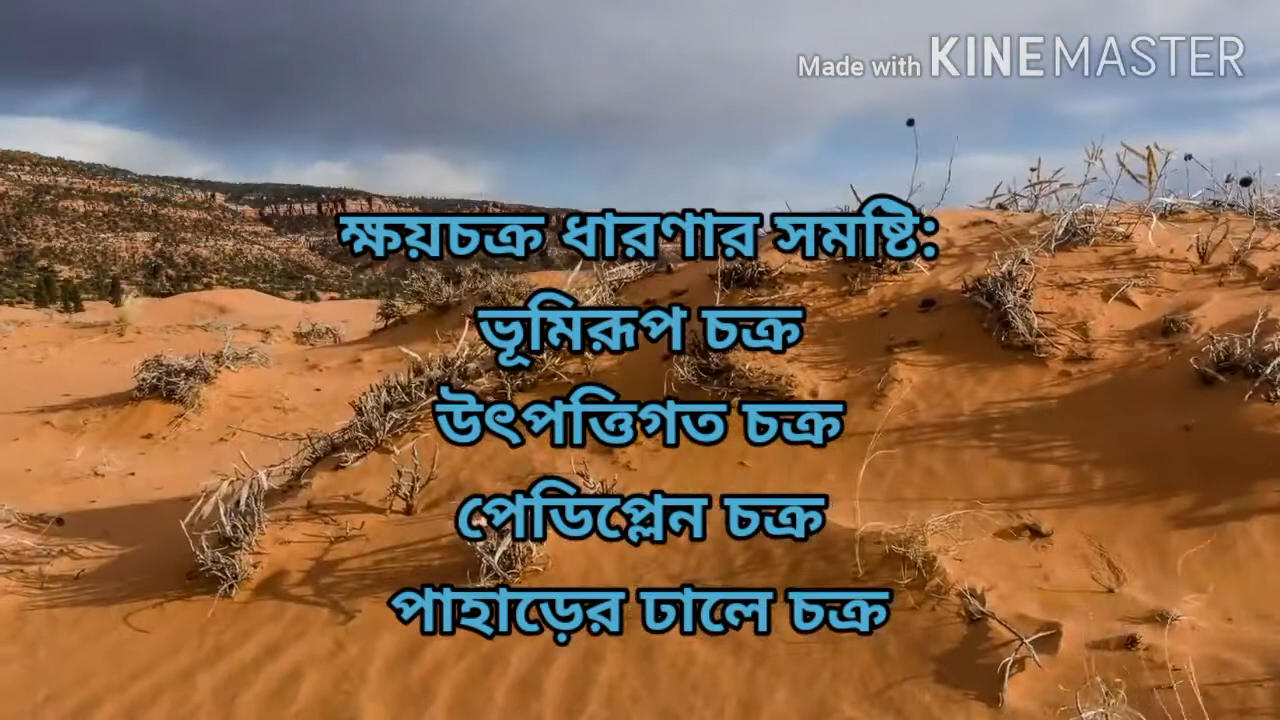 Made with KINEMASTER
ক্ষয়চক্র ধারণার সমষ্টি:
ভূমিরূপ চক্র
উৎপত্তিগত চক্র
পেডিপ্লেন চক্র
পাহাড়ের ঢালে চক্র